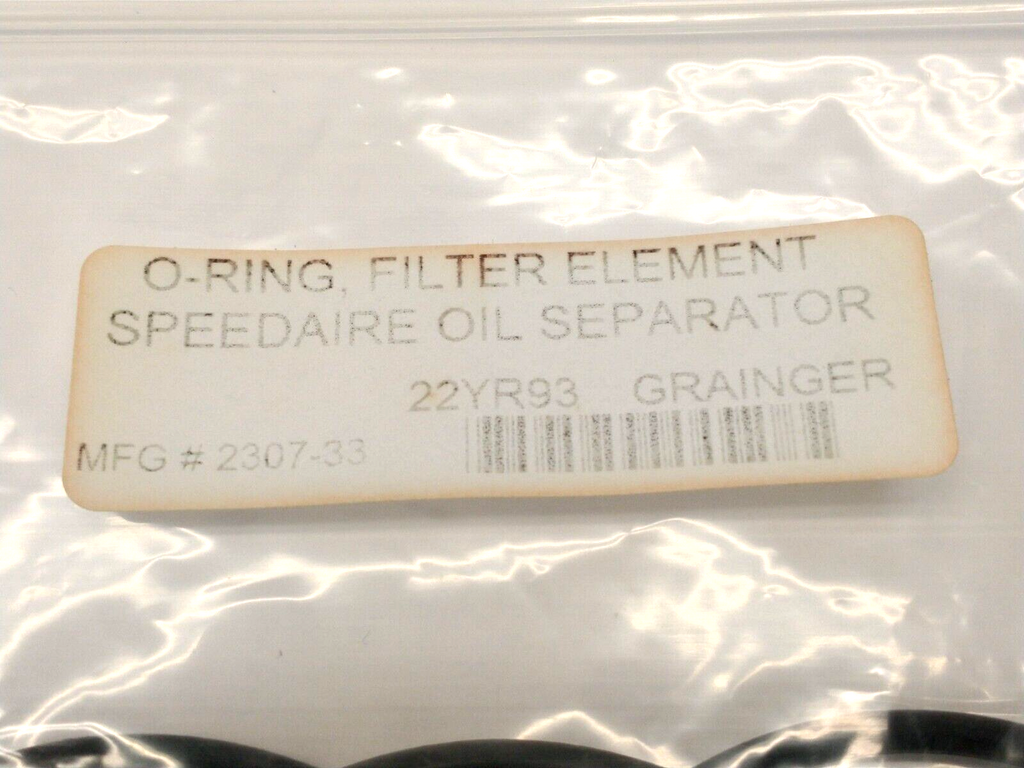 O-RING, FILTER ELEMENT
SPEEDAIRE OIL SEPARATOR
22YR93 GRAINGER
MFG # 2307-33